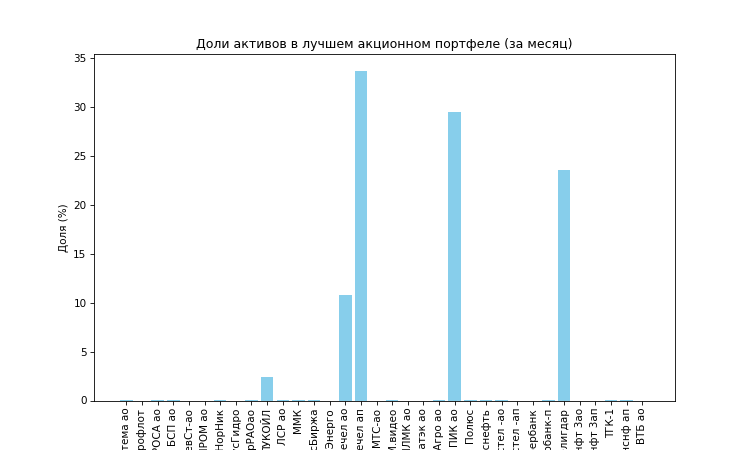 Доли активов в лучшем акционном портфеле (за месяц)
35
30
25
20
15
10
5
0
Доля (%)
тема ао
рофлот
РОСА ао
БСП ао
евСт-ао
ПРОМ ао
НорНик
сГидро
рРАОао
ЛУКОЙЛ
ЛСР ао
ММК
сБиржа
Энерго
ечел ао
ечел ап
МТС-ао
М.видео
ЛМК ао
атэк ао
Агро ао
ПИК ао
Полюс
снефть
стел -ао
стел -ап
ербанк
рбанк-п
лигдар
нфт 3ао
нфт 3ап
ТГК-1
нснф ап
ВТБ ао